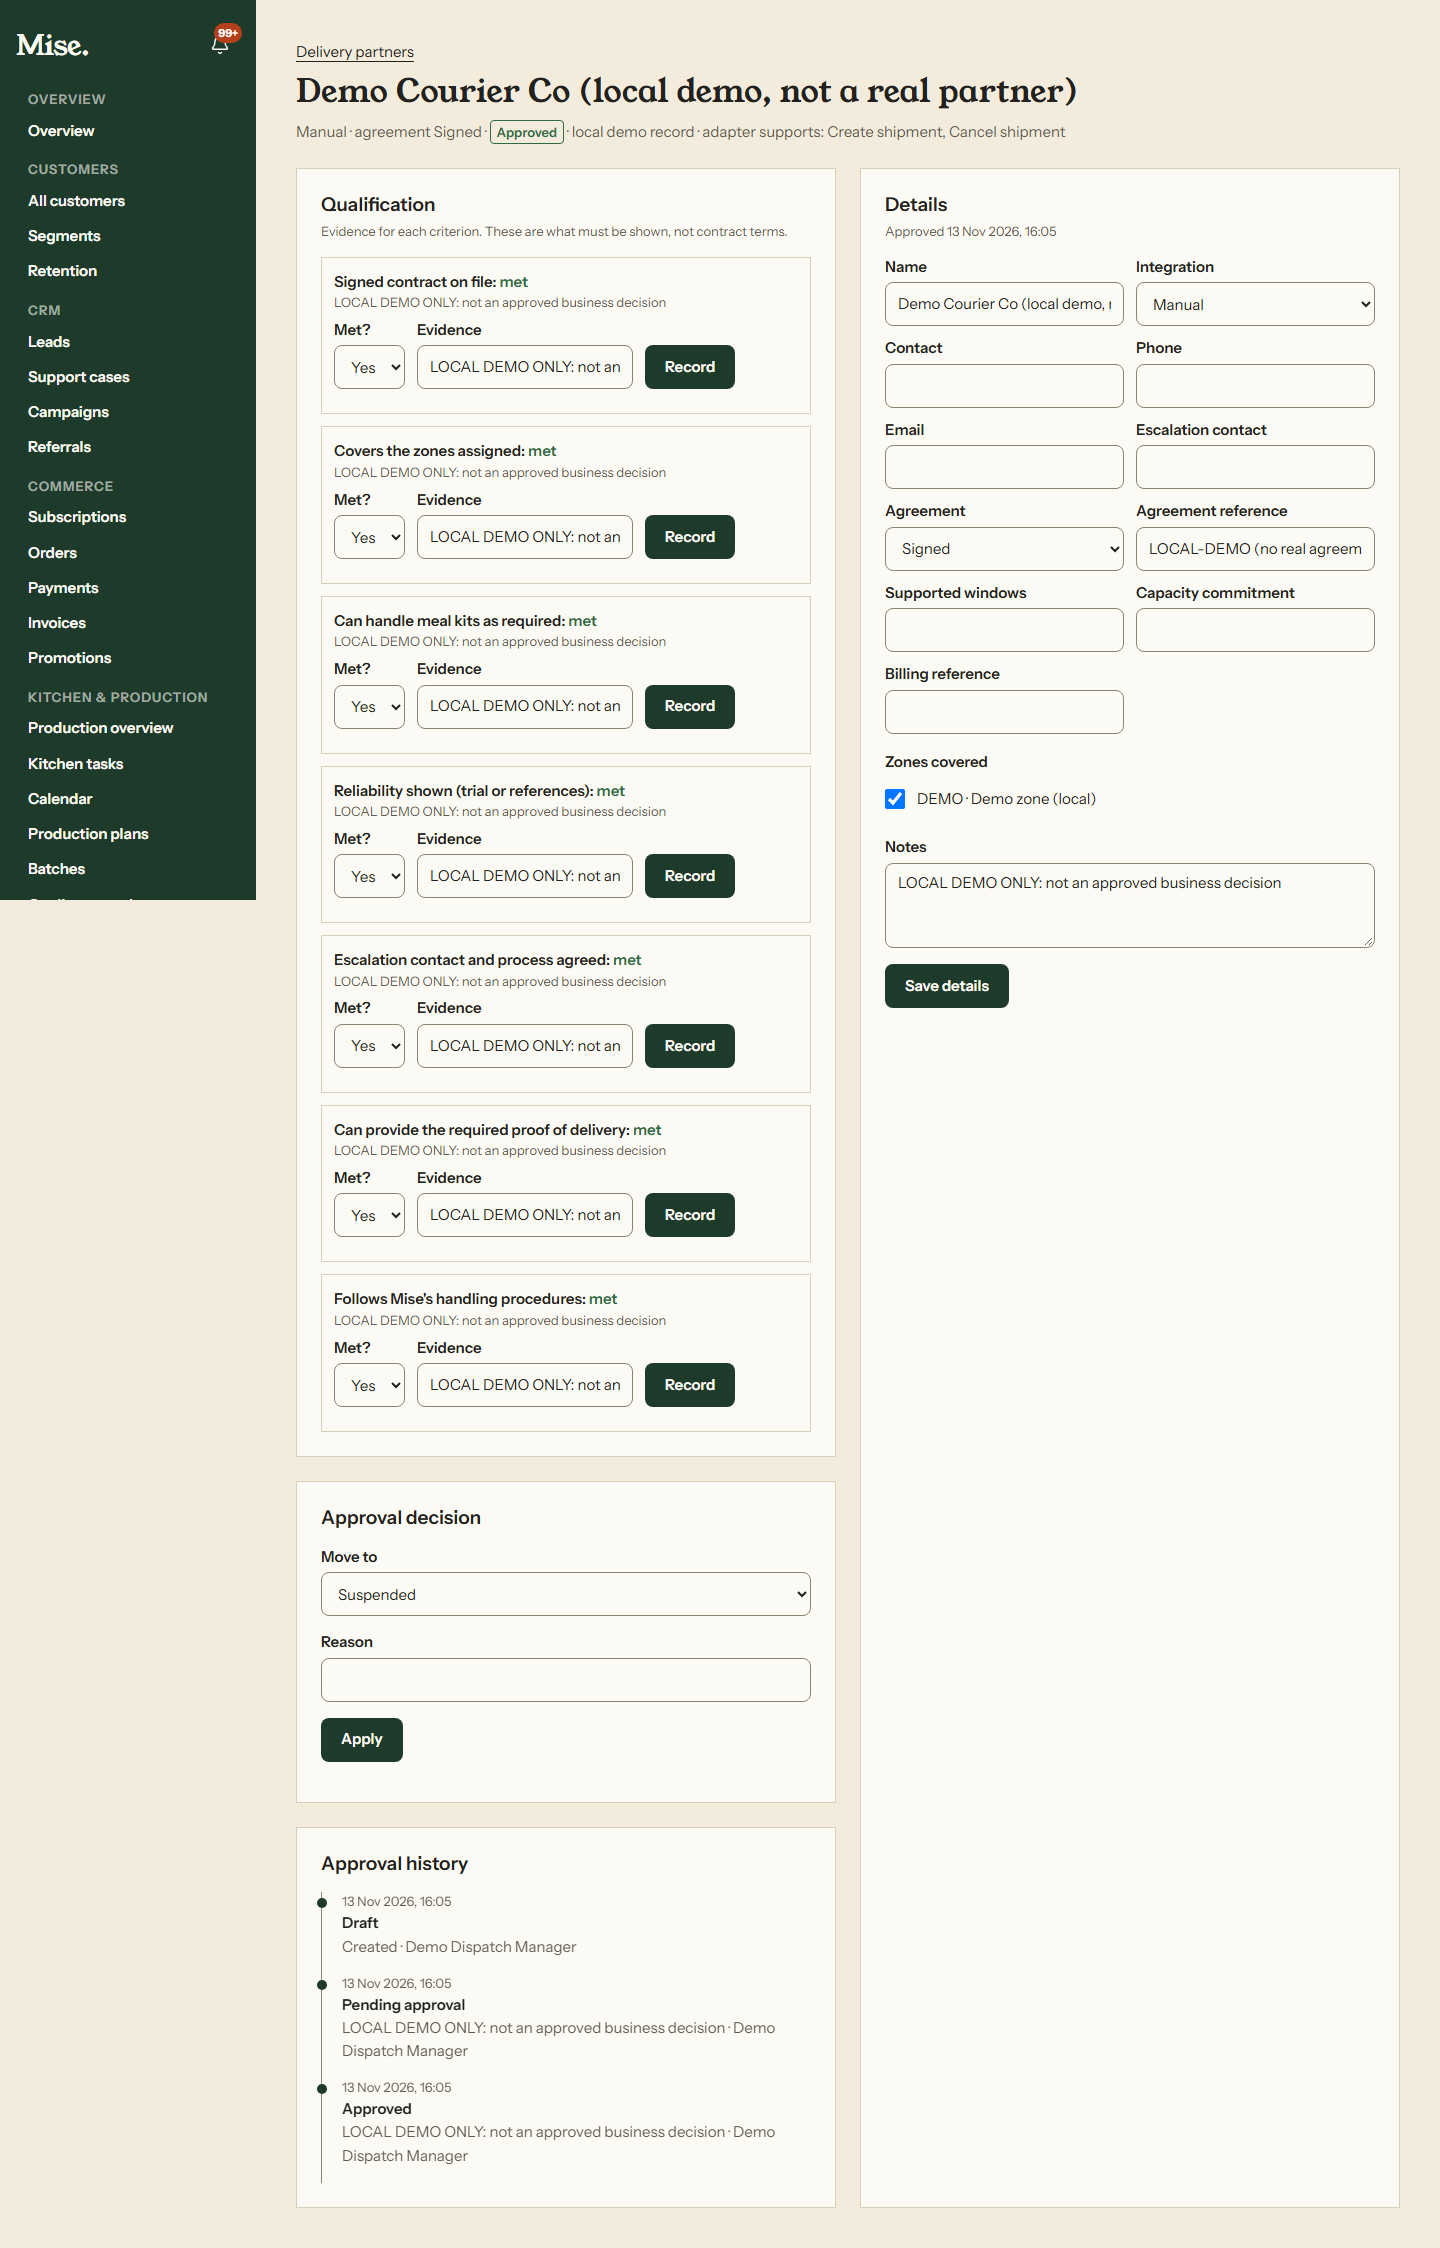 Mise.
99+
OVERVIEW
Overview
CUSTOMERS
All customers
Segments
Retention
CRM
Leads
Support cases
Campaigns
Referrals
COMMERCE
Subscriptions
Orders
Payments
Invoices
Promotions
KITCHEN & PRODUCTION
Production overview
Kitchen tasks
Calendar
Production plans
Batches
Delivery partners
Demo Courier Co (local demo, not a real partner)
Manual · agreement Signed · Approved · local demo record · adapter supports: Create shipment, Cancel shipment
Qualification
Evidence for each criterion. These are what must be shown, not contract terms.
Signed contract on file: met
LOCAL DEMO ONLY: not an approved business decision
Met? Evidence
Yes LOCAL DEMO ONLY: not an Record
Covers the zones assigned: met
LOCAL DEMO ONLY: not an approved business decision
Met? Evidence
Yes LOCAL DEMO ONLY: not an Record
Can handle meal kits as required: met
LOCAL DEMO ONLY: not an approved business decision
Met? Evidence
Yes LOCAL DEMO ONLY: not an Record
Reliability shown (trial or references): met
LOCAL DEMO ONLY: not an approved business decision
Met? Evidence
Yes LOCAL DEMO ONLY: not an Record
Escalation contact and process agreed: met
LOCAL DEMO ONLY: not an approved business decision
Met? Evidence
Yes LOCAL DEMO ONLY: not an Record
Can provide the required proof of delivery: met
LOCAL DEMO ONLY: not an approved business decision
Met? Evidence
Yes LOCAL DEMO ONLY: not an Record
Follows Mise's handling procedures: met
LOCAL DEMO ONLY: not an approved business decision
Met? Evidence
Yes LOCAL DEMO ONLY: not an Record
Approval decision
Move to
Suspended
Reason
Apply
Approval history
13 Nov 2026, 16:05
Draft
Created · Demo Dispatch Manager
13 Nov 2026, 16:05
Pending approval
LOCAL DEMO ONLY: not an approved business decision · Demo
Dispatch Manager
13 Nov 2026, 16:05
Approved
LOCAL DEMO ONLY: not an approved business decision · Demo
Dispatch Manager
Details
Approved 13 Nov 2026, 16:05
Name Integration
Demo Courier Co (local demo, Manual
Contact Phone
Email Escalation contact
Agreement Agreement reference
Signed LOCAL-DEMO (no real agreem
Supported windows Capacity commitment
Billing reference
Zones covered
DEMO · Demo zone (local)
Notes
LOCAL DEMO ONLY: not an approved business decision
Save details